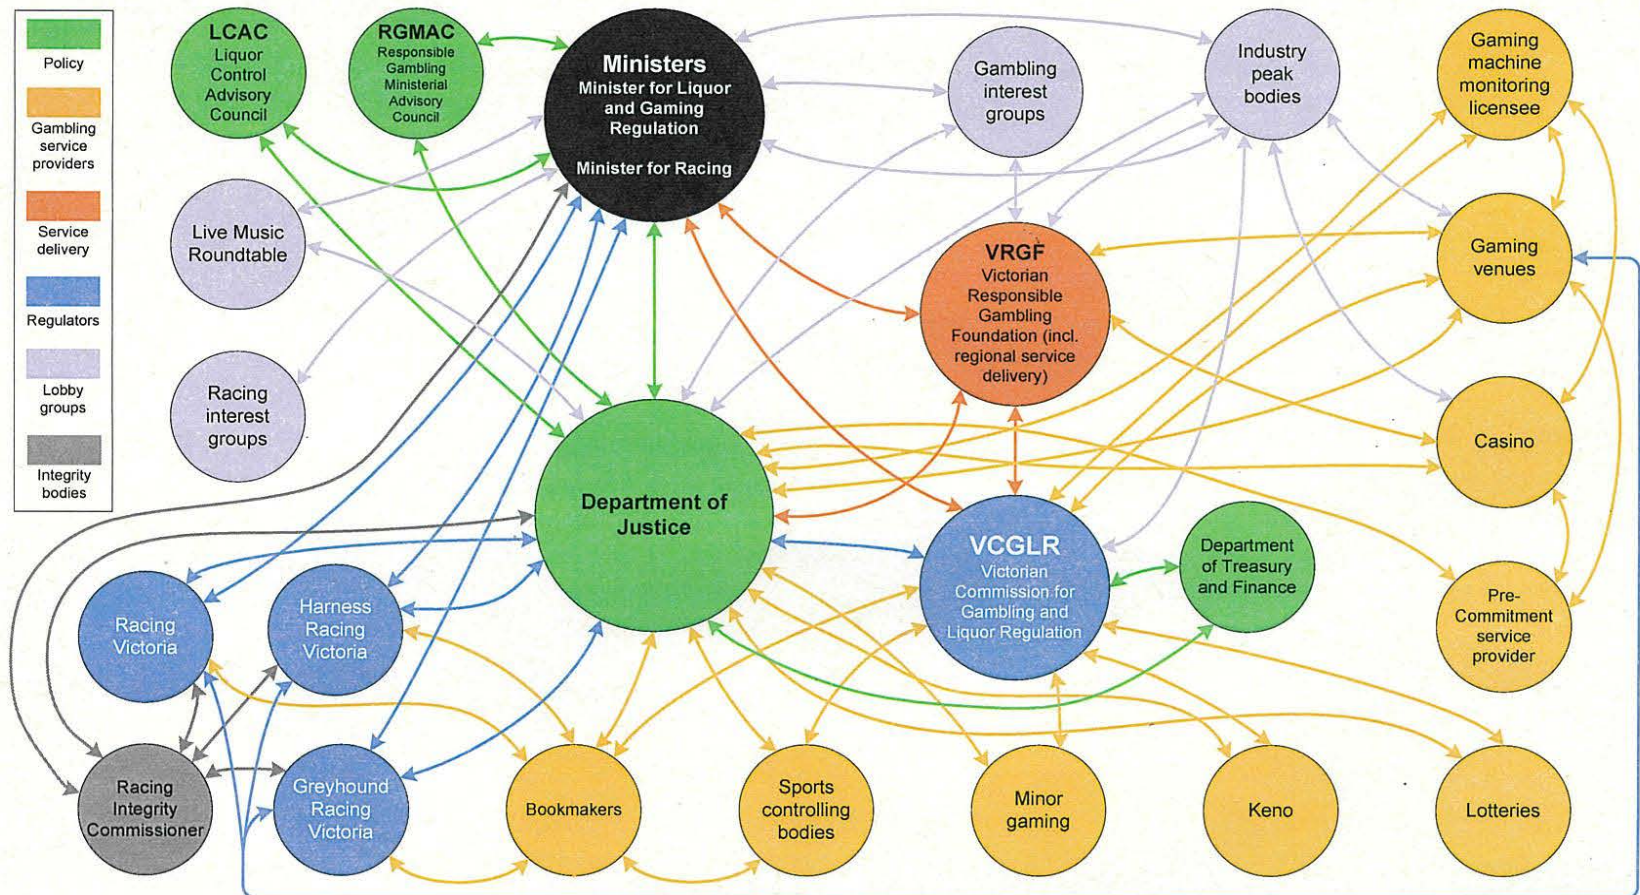 Policy
Gambling
service
providers
Service
delivery
Regulators
Lobby
groups
Integrity
bodies
LCAC
Liquor
Control
Advisory
Council
RGMAC
Responsible
Gambling
Ministerial
Advisory
Council
Ministers
Minister for Liquor
and Gaming
Regulation
Minister for Racing
Gambling
interest
groups
Industry
peak
bodies
Gaming
machine
monitoring
licensee
Live Music
Roundtable
VRGF
Victorian
Responsible
Gambling
Foundation (incl.
regional service
delivery)
Gaming
venues
Racing
interest
groups
Casino
Department of
Justice
VCGLR
Victorian
Commission for
Gambling and
Liquor Regulation
Department
of Treasury
and Finance
Pre-
Commitment
service
provider
Racing
Victoria
Harness
Racing
Victoria
Racing
Integrity
Commissioner
Greyhound
Racing
Victoria
Bookmakers
Sports
controlling
bodies
Minor
gaming
Keno
Lotteries